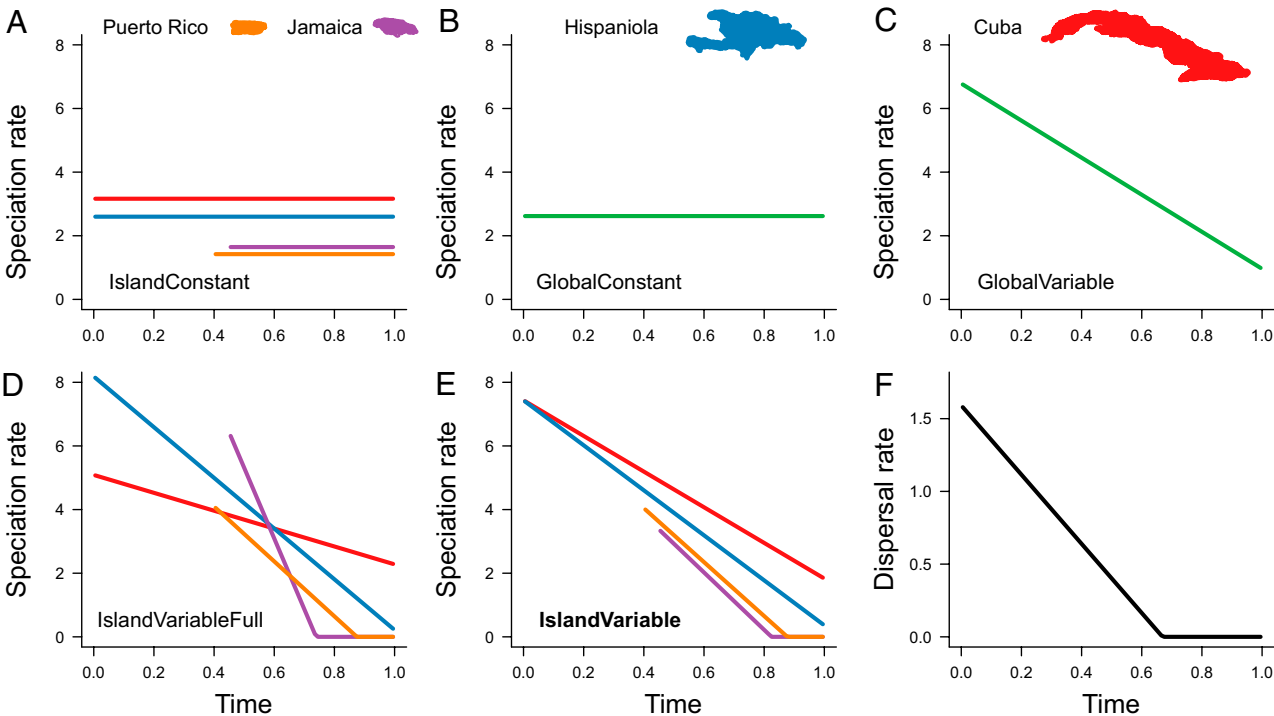 A
Puerto Rico
Jamaica
Speciation rate
8
6
4
2
0
IslandConstant
0.0 0.2 0.4 0.6 0.8 1.0
B
Hispaniola
Speciation rate
8
6
4
2
0
GlobalConstant
0.0 0.2 0.4 0.6 0.8 1.0
C
Cuba
Speciation rate
8
6
4
2
0
GlobalVariable
0.0 0.2 0.4 0.6 0.8 1.0
D
Speciation rate
8
6
4
2
0
IslandVariableFull
0.0 0.2 0.4 0.6 0.8 1.0
Time
E
Speciation rate
8
6
4
2
0
IslandVariable
0.0 0.2 0.4 0.6 0.8 1.0
Time
F
Dispersal rate
1.5
1.0
0.5
0.0
0.0 0.2 0.4 0.6 0.8 1.0
Time